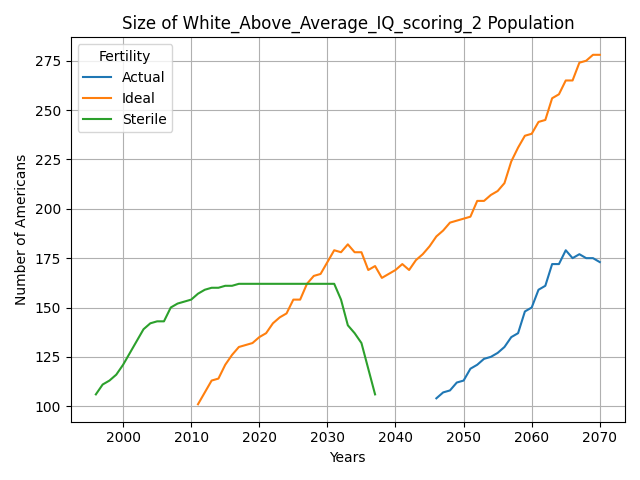 Size of White_Above_Average_IQ_scoring_2 Population
Fertility
Actual
Ideal
Sterile
Number of Americans
275
250
225
200
175
150
125
100
2000 2010 2020 2030 2040 2050 2060 2070
Years